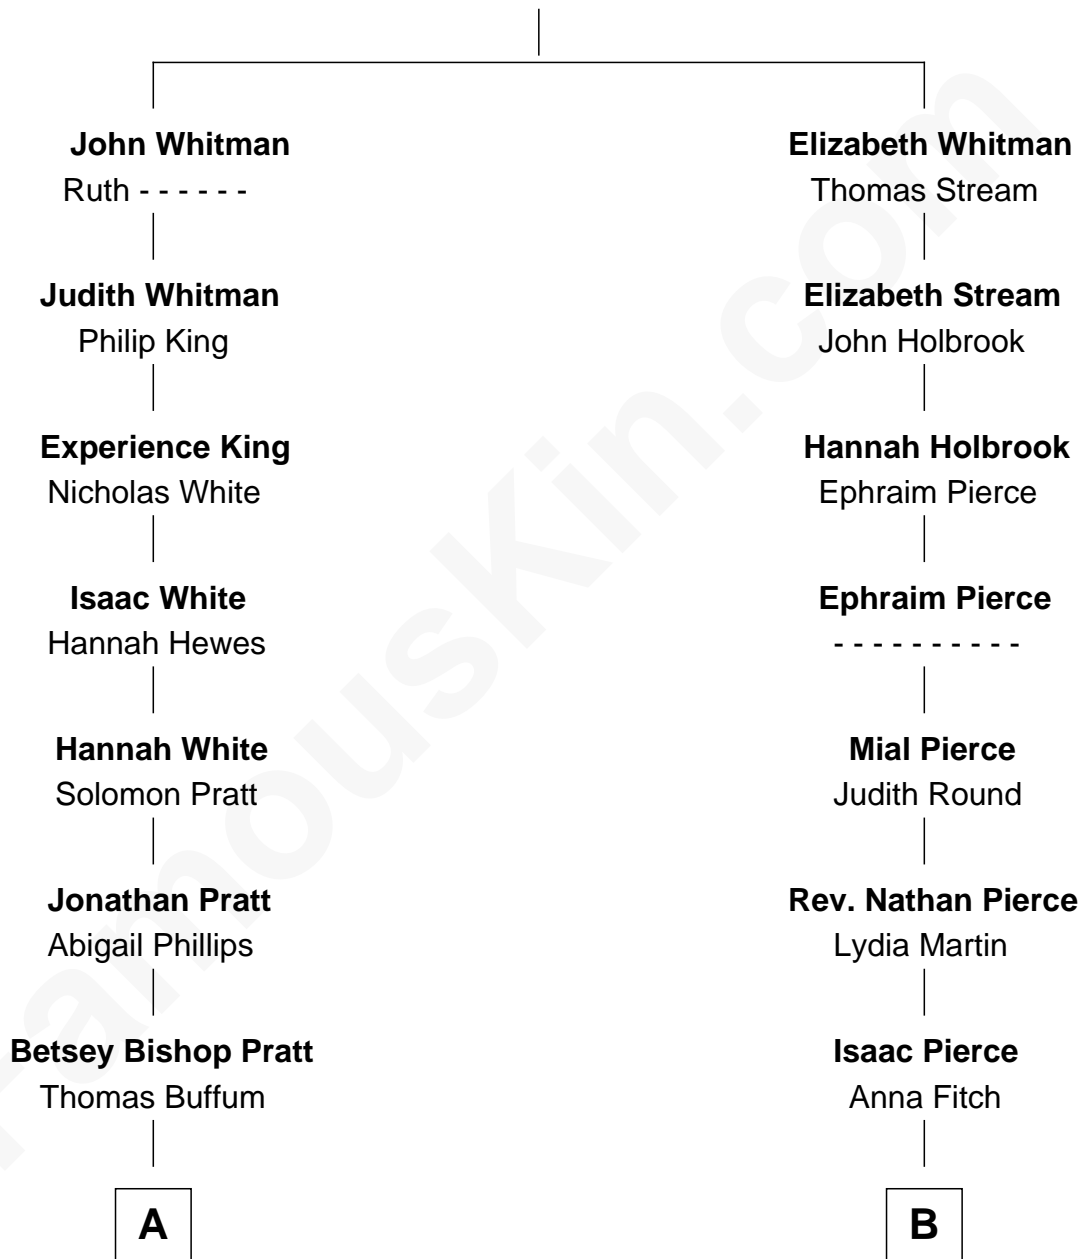 John Whitman
Ruth - - - - - -
Judith Whitman
Philip King
Experience King
Nicholas White
Isaac White
Hannah Hewes
Hannah White
Solomon Pratt
Jonathan Pratt
Abigail Phillips
Betsey Bishop Pratt
Thomas Buffum
A
Elizabeth Whitman
Thomas Stream
Elizabeth Stream
John Holbrook
Hannah Holbrook
Ephraim Pierce
Ephraim Pierce
- - - - - - - - - -
Mial Pierce
Judith Round
Rev. Nathan Pierce
Lydia Martin
Isaac Pierce
Anna Fitch
B
FamousKin.com